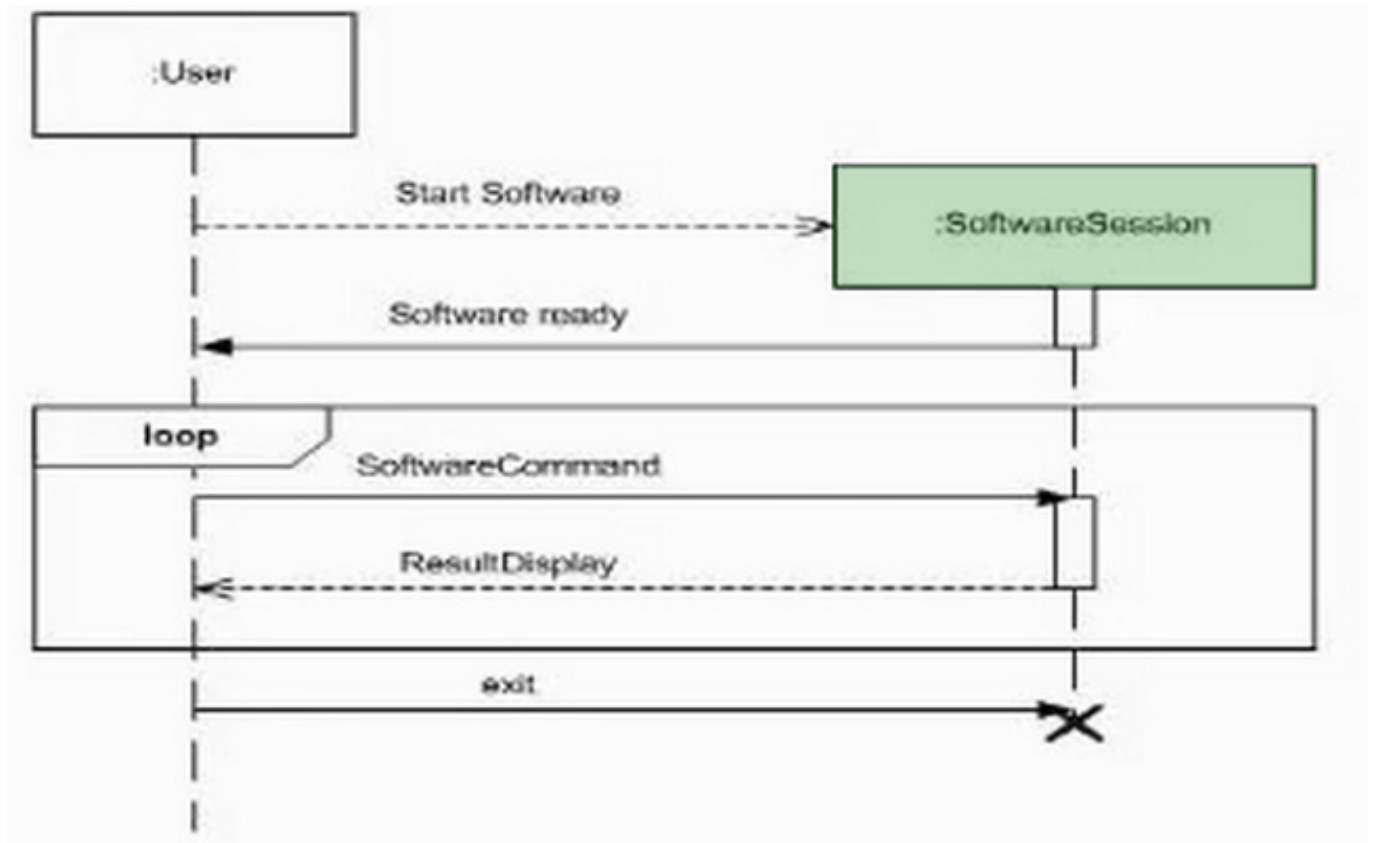 :User
Start Software
:SoftwareSession
Software ready
loop
SoftwareCommand
ResultDisplay
exit